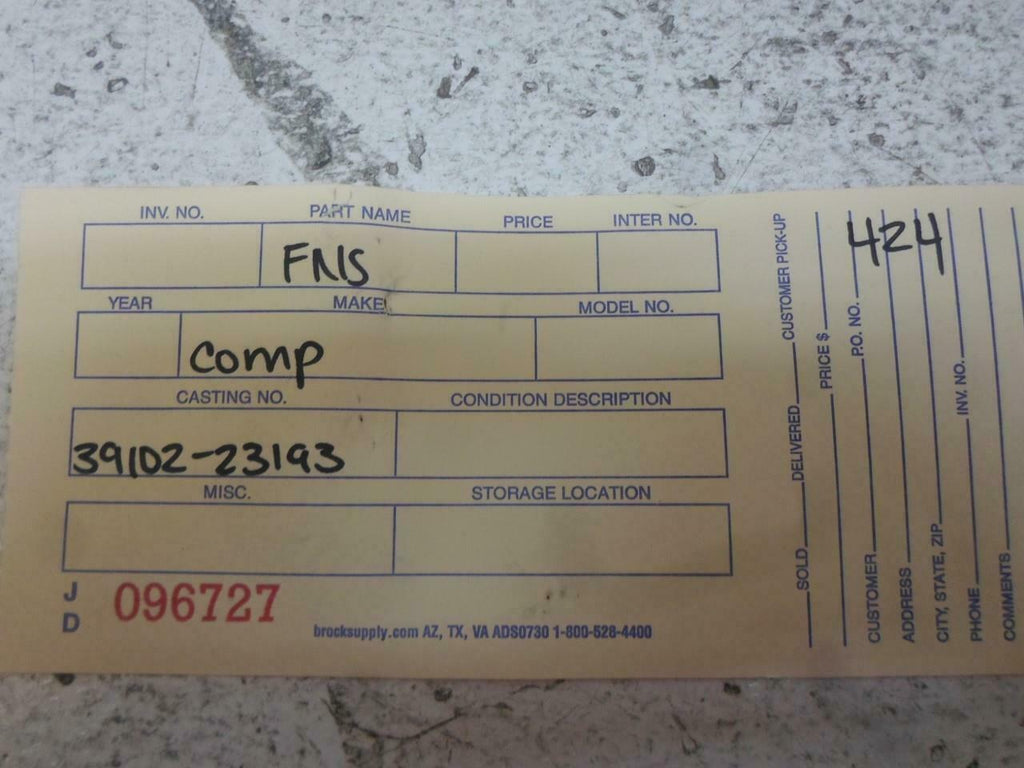 INV. NO. PART NAME PRICE INTER NO.
FNS
YEAR MAKE MODEL NO.
comp
CASTING NO. CONDITION DESCRIPTION
39102-23193
MISC. STORAGE LOCATION
J
D
096727
brocksupply.com AZ, TX, VA ADS0730 1-800-528-4400
SOLD DELIVERED CUSTOMER PICK-UP
PRICE $
424
P.O. NO.
CUSTOMER
ADDRESS
CITY, STATE, ZIP
PHONE INV. NO.
COMMENTS